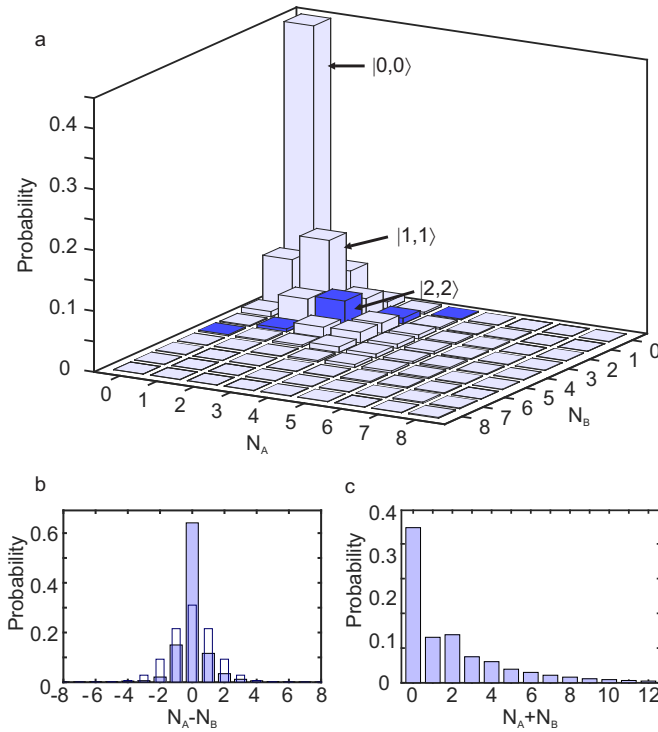 a
|0,0⟩
0.4
0.3
|1,1⟩
0.2
Probability
|2,2⟩
0.1
0
0 1 2 3 4 5 6 7 8
N_A
8 7 6 5 4 3 2 1 0
N_B
b
0.6
0.4
0.2
0
Probability
-8 -6 -4 -2 0 2 4 6 8
N_A-N_B
c
0.4
0.3
0.1
0
Probability
0 2 4 6 8 10 12
N_A+N_B